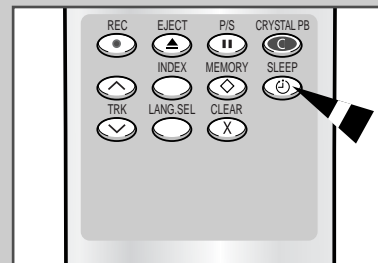 REC EJECT P/S CRYSTAL PB
C
INDEX MEMORY SLEEP
TRK LANG.SEL CLEAR
X